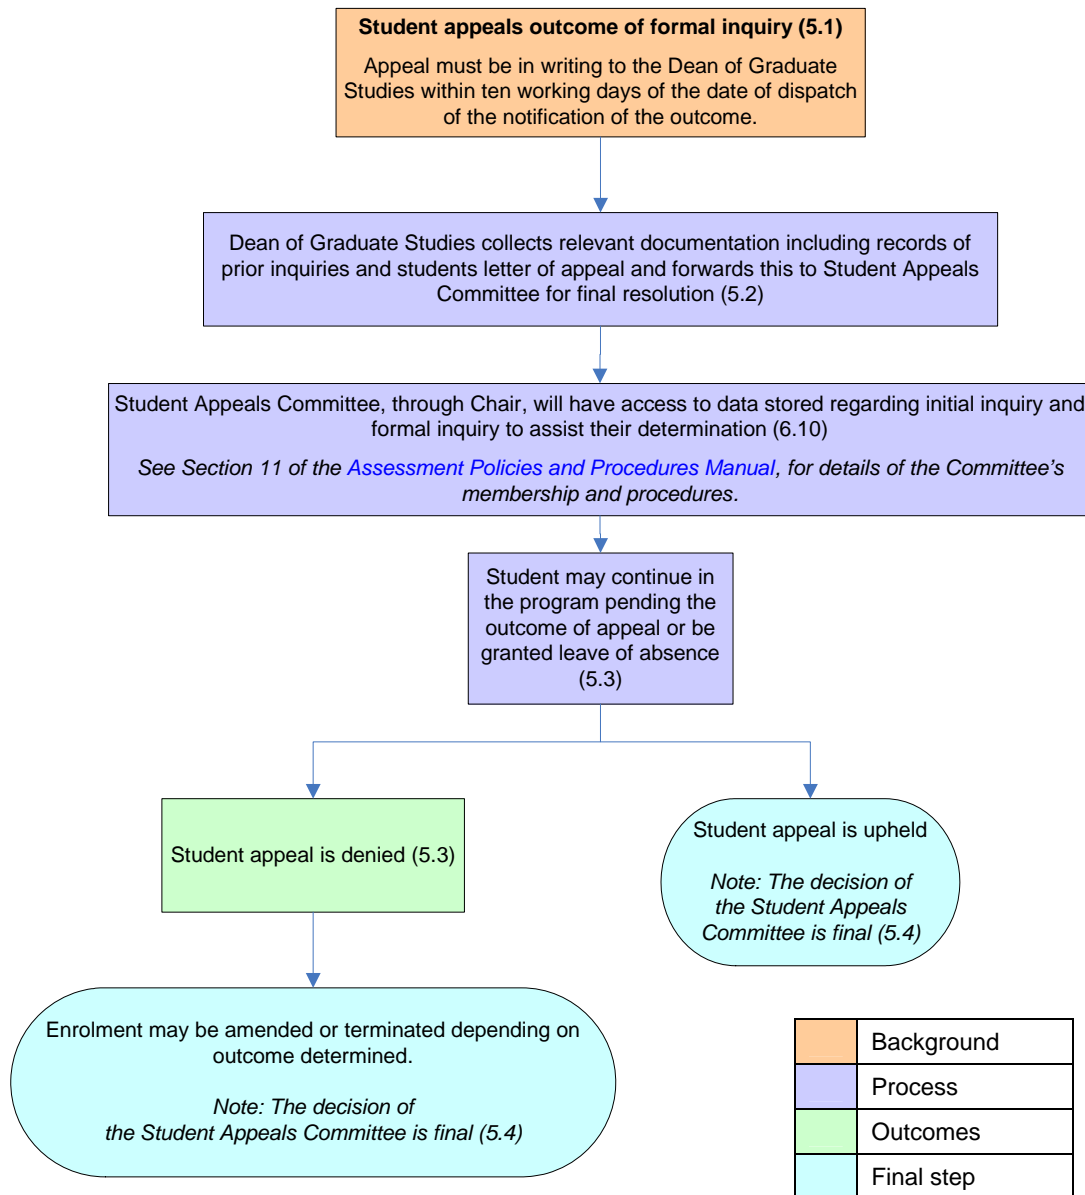 Student appeals outcome of formal inquiry (5.1)
Appeal must be in writing to the Dean of Graduate
Studies within ten working days of the date of dispatch
of the notification of the outcome.
Dean of Graduate Studies collects relevant documentation including records of
prior inquiries and students letter of appeal and forwards this to Student Appeals
Committee for final resolution (5.2)
Student Appeals Committee, through Chair, will have access to data stored regarding initial inquiry and
formal inquiry to assist their determination (6.10)
See Section 11 of the Assessment Policies and Procedures Manual, for details of the Committee’s
membership and procedures.
Student may continue in
the program pending the
outcome of appeal or be
granted leave of absence
(5.3)
Student appeal is denied (5.3)
Student appeal is upheld
Note: The decision of
the Student Appeals
Committee is final (5.4)
Enrolment may be amended or terminated depending on
outcome determined.
Note: The decision of
the Student Appeals Committee is final (5.4)
Background
Process
Outcomes
Final step